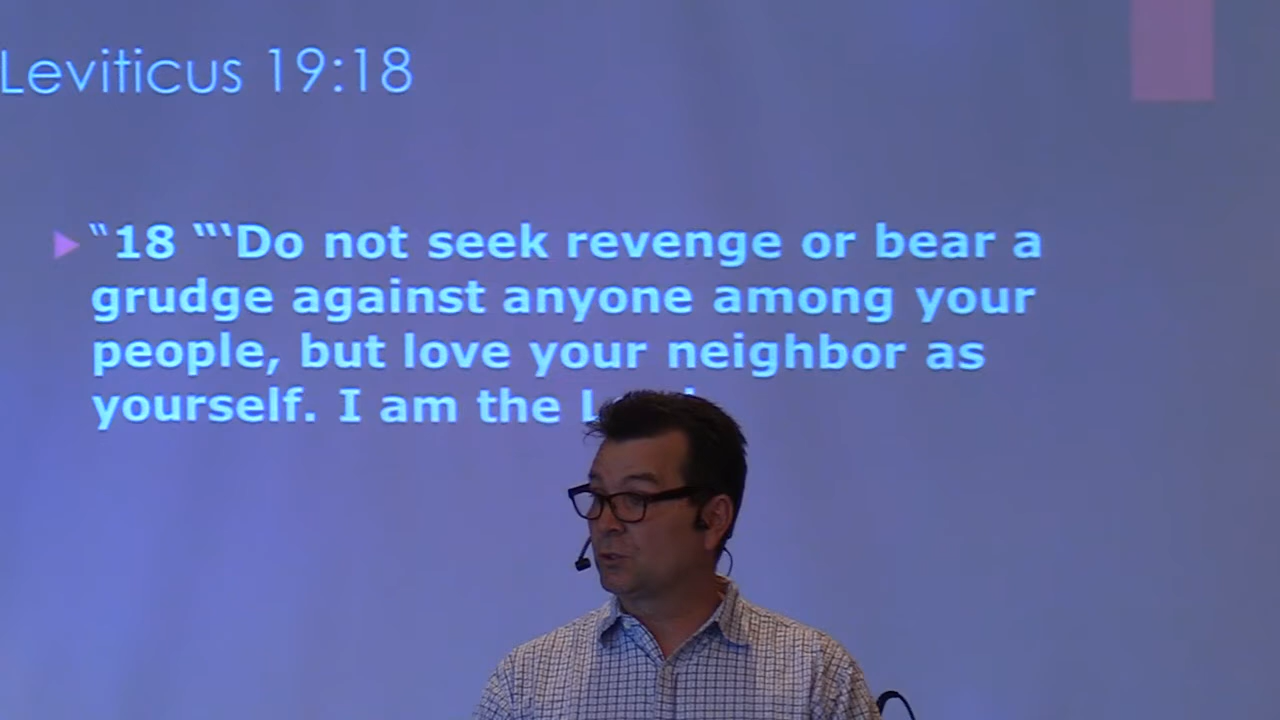 Leviticus 19:18
“18 “‘Do not seek revenge or bear a
grudge against anyone among your
people, but love your neighbor as
yourself. I am the